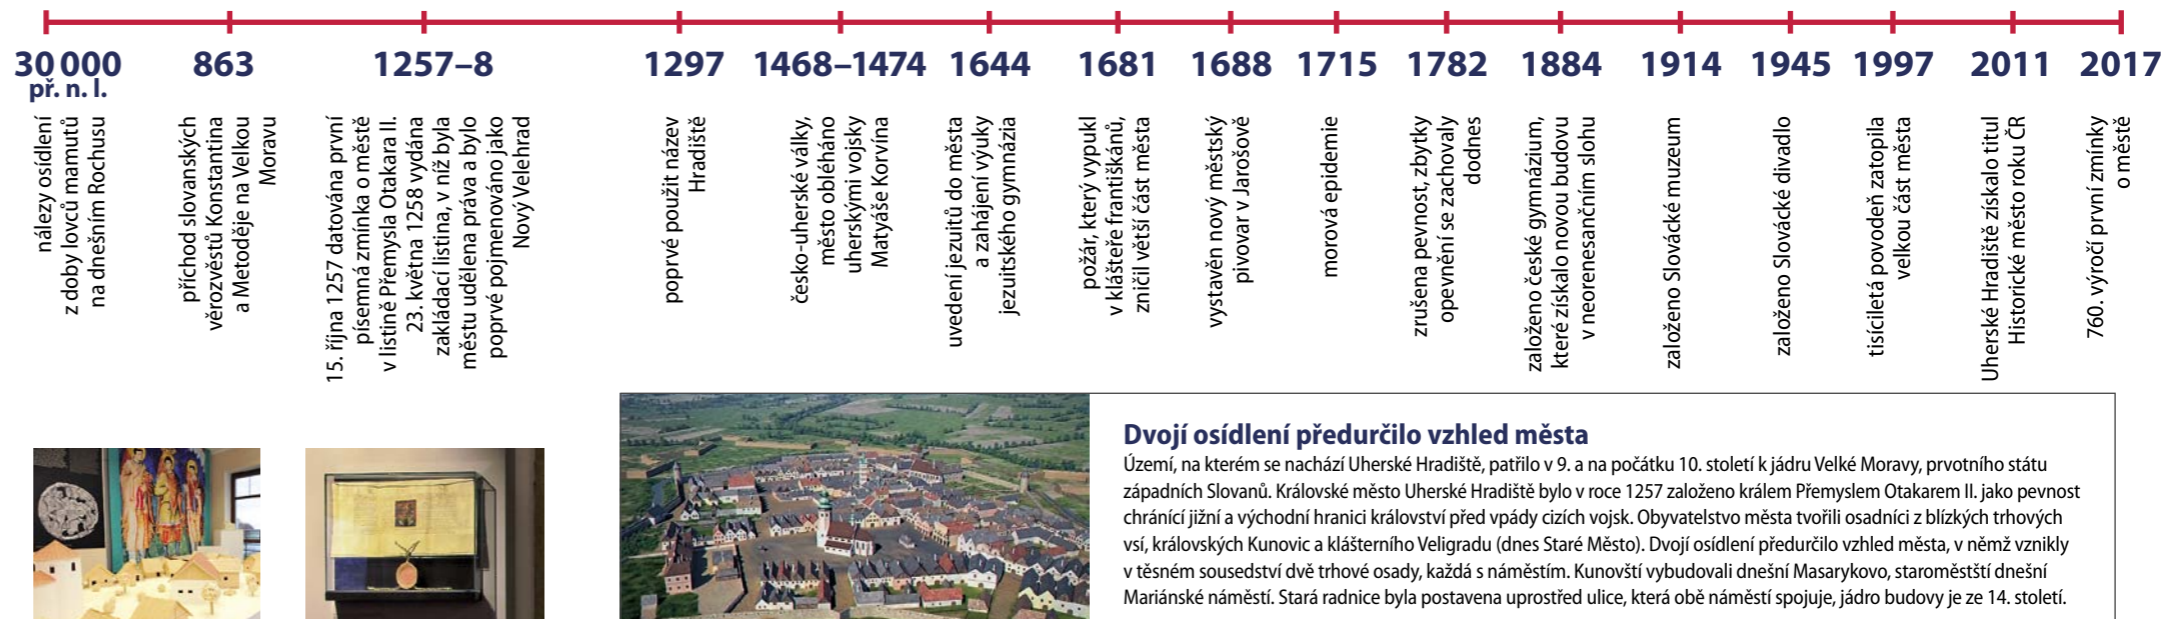 30 000
př. n. l.
nálezy osídlení
z doby lovců mamutů
na dnešním Rochusu
863
příchod slovanských
věrozvěstů Konstantina
a Metoděje na Velkou
Moravu
1257–8
15. října 1257 datována první
písemná zmínka o městě
v listině Přemysla Otakara II.
a 23. května 1258 vydána
zakládací listina, v níž byla
městu udělena práva a bylo
poprvé pojmenováno jako
Nový Velehrad
1297
poprvé použit název
Hradiště
1468–1474
česko-uherské války,
město obléháno
uherskými vojsky
Matyáše Korvína
1644
uvedení jezuitů do města
a zahájení výuky
jezuitského gymnázia
1681
požár, který vypukl
v klášteře františkánů,
zničil větší část města
1688
vystavěn nový městský
pivovar v Jarošově
1715
morová epidemie
1782
zrušena pevnost, zbytky
opevnění se zachovaly
dodnes
1884
založeno české gymnázium,
které získalo novou budovu
v neorenesančním slohu
1914
založeno Slovácké muzeum
1945
založeno Slovácké divadlo
1997
tisíciletá povodeň zatopila
velkou část města
2011
Uherské Hradiště získalo titul
Historické město roku ČR
2017
760. výročí první zmínky
o městě
Dvojí osídlení předurčilo vzhled města
Území, na kterém se nachází Uherské Hradiště, patřilo v 9. a na počátku 10. století k jádru Velké Moravy, prvotního státu
západních Slovanů. Královské město Uherské Hradiště bylo v roce 1257 založeno králem Přemyslem Otakarem II. jako pevnost
chránící jižní a východní hranici království před vpády cizích vojsk. Obyvatelstvo města tvořili osadníci z blízkých trhových
vsí, královských Kunovic a klášterního Veligradu (dnes Staré Město). Dvojí osídlení předurčilo vzhled města, v němž vznikly
v těsném sousedství dvě trhové osady, každá s náměstím. Kunovští vybudovali dnešní Masarykovo, staroměstští dnešní
Mariánské náměstí. Stará radnice byla postavena uprostřed ulice, která obě náměstí spojuje, jádro budovy je ze 14. století.